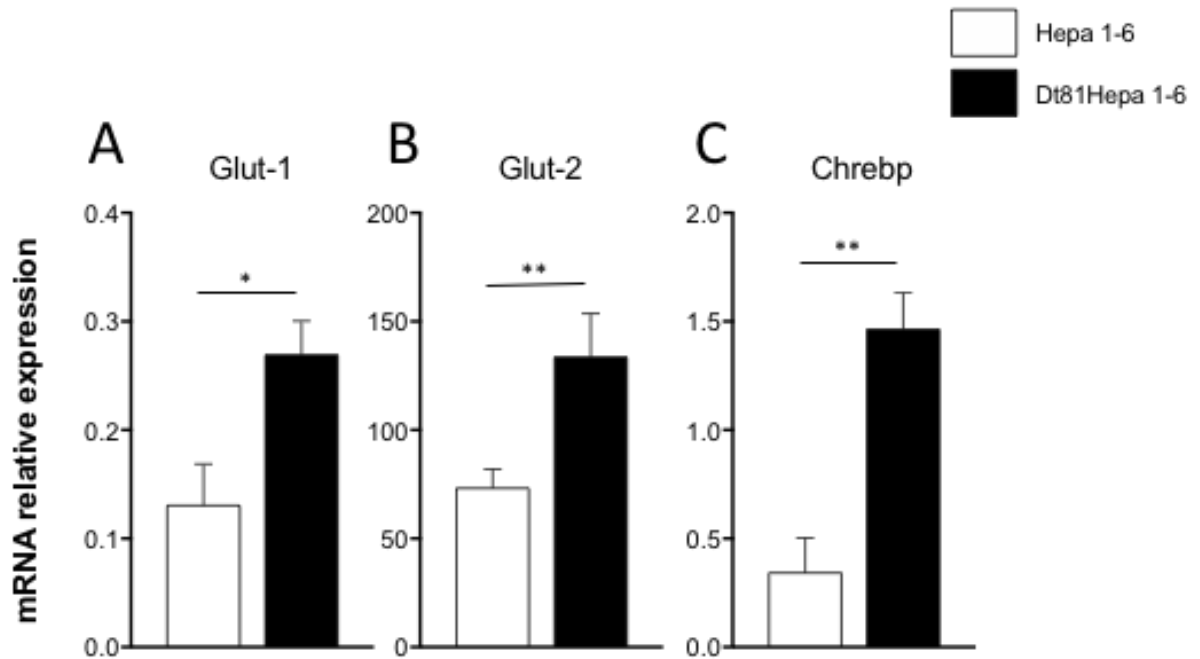 Hepa 1-6
Dt81Hepa 1-6
A
Glut-1
B
Glut-2
C
Chrebp
mRNA relative expression
0.4
0.3
0.2
0.1
0.0
*
200
150
100
50
0
**
2.0
1.5
1.0
0.5
0.0
**